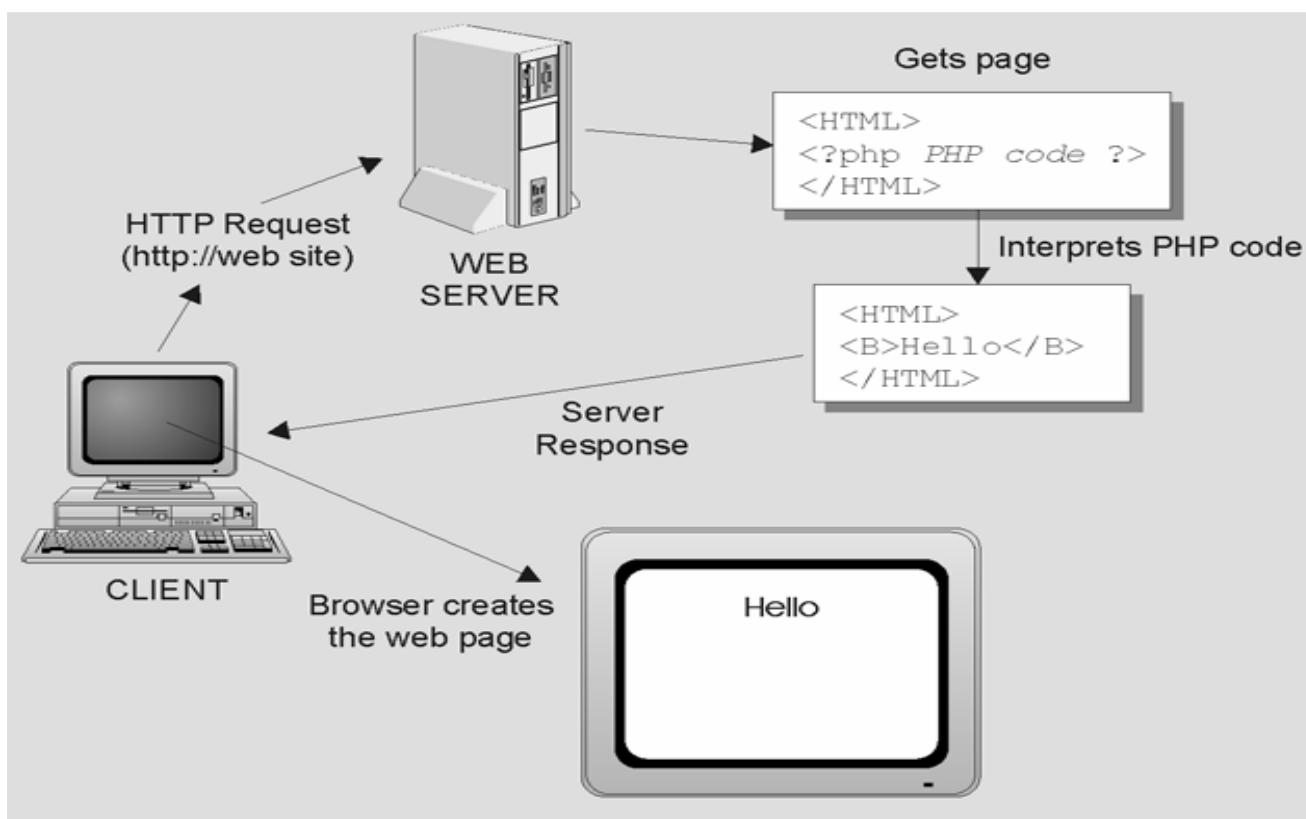 Gets page
<HTML>
<?php PHP code ?>
</HTML>
HTTP Request
(http://web site)
WEB
SERVER
Interprets PHP code
<HTML>
<B>Hello</B>
</HTML>
Server
Response
CLIENT
Browser creates
the web page
Hello